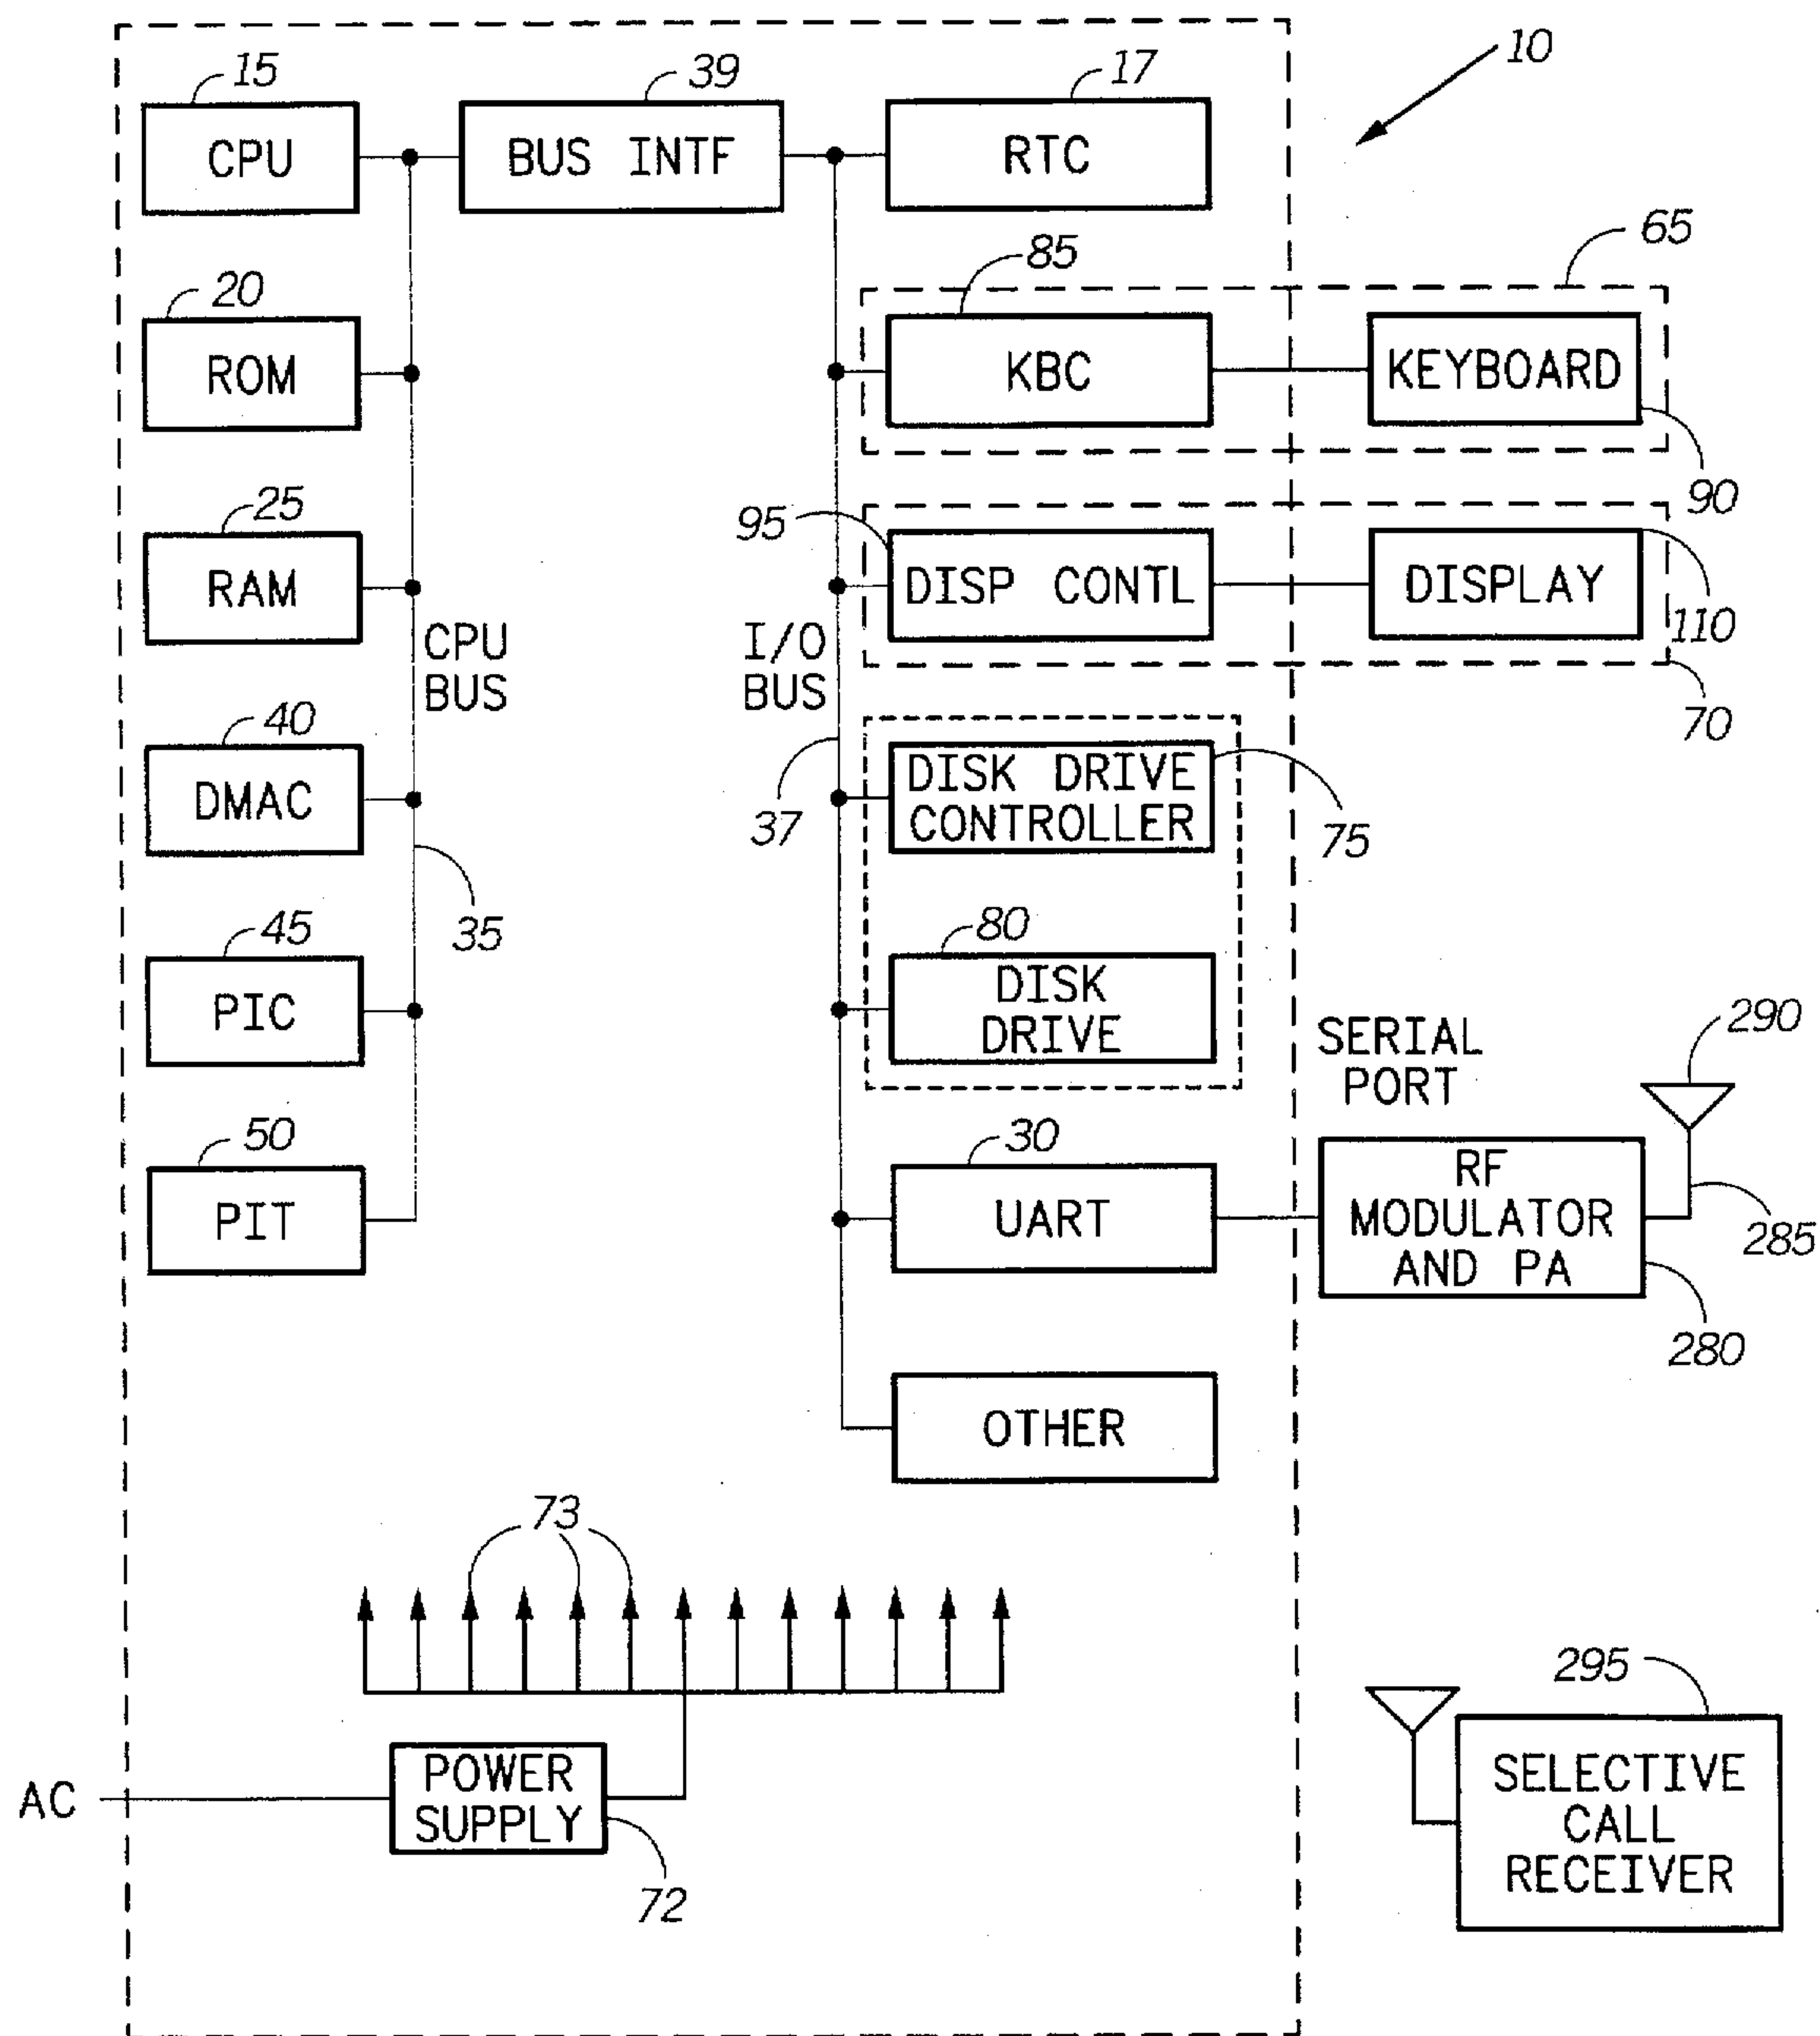 10
15
39
17
CPU
BUS INTF
RTC
65
20
85
ROM
KBC
KEYBOARD
90
25
95
RAM
DISP CONTL
DISPLAY
110
CPU
BUS
I/O
BUS
70
40
DMAC
DISK DRIVE
CONTROLLER
37
75
35
45
80
PIC
DISK
DRIVE
SERIAL
PORT
290
50
30
PIT
UART
RF
MODULATOR
AND PA
285
280
OTHER
73
295
AC
POWER
SUPPLY
72
SELECTIVE
CALL
RECEIVER